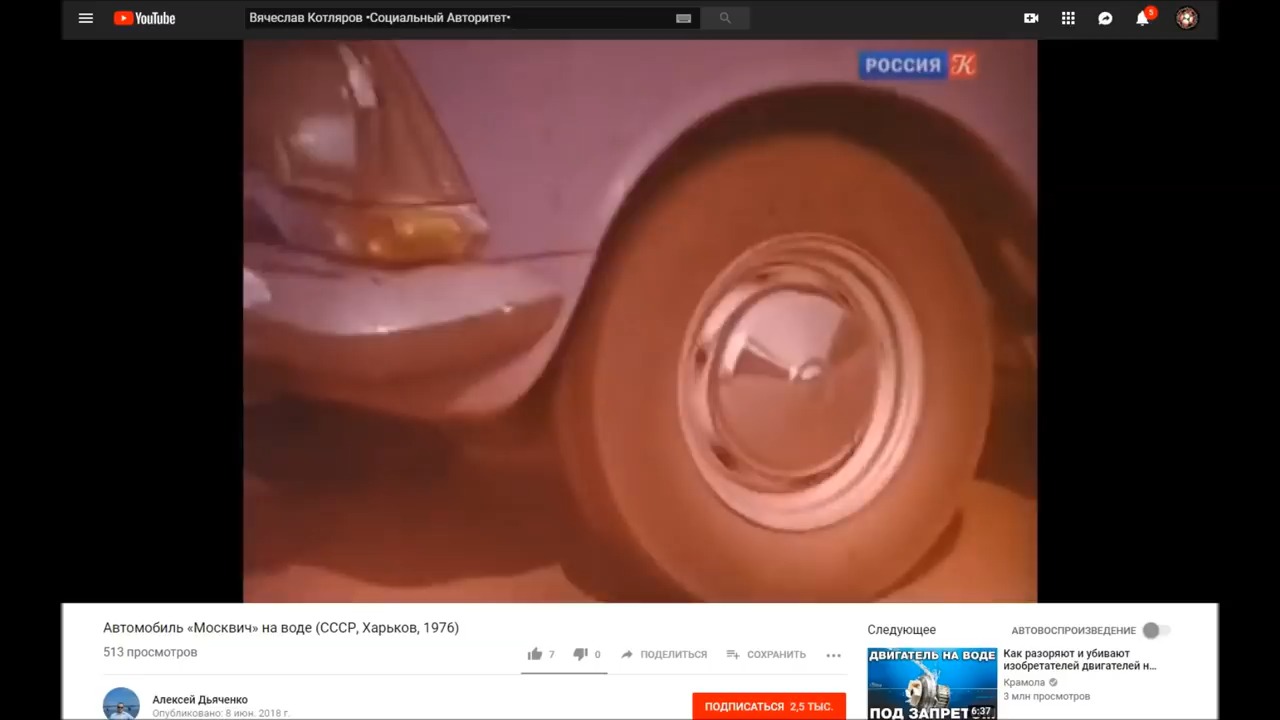 YouTube
Вячеслав Котляров •Социальный Авторитет•
5
РОССИЯ К
Автомобиль «Москвич» на воде (СССР, Харьков, 1976)
513 просмотров
7
0
ПОДЕЛИТЬСЯ
СОХРАНИТЬ
Алексей Дьяченко
Опубликовано: 8 июн. 2018 г.
ПОДПИСАТЬСЯ 2,5 ТЫС.
Следующее
АВТОВОСПРОИЗВЕДЕНИЕ
ДВИГАТЕЛЬ НА ВОДЕ
ПОД ЗАПРЕТОМ
6:37
Как разоряют и убивают
изобретателей двигателей н...
Крамола
3 млн просмотров